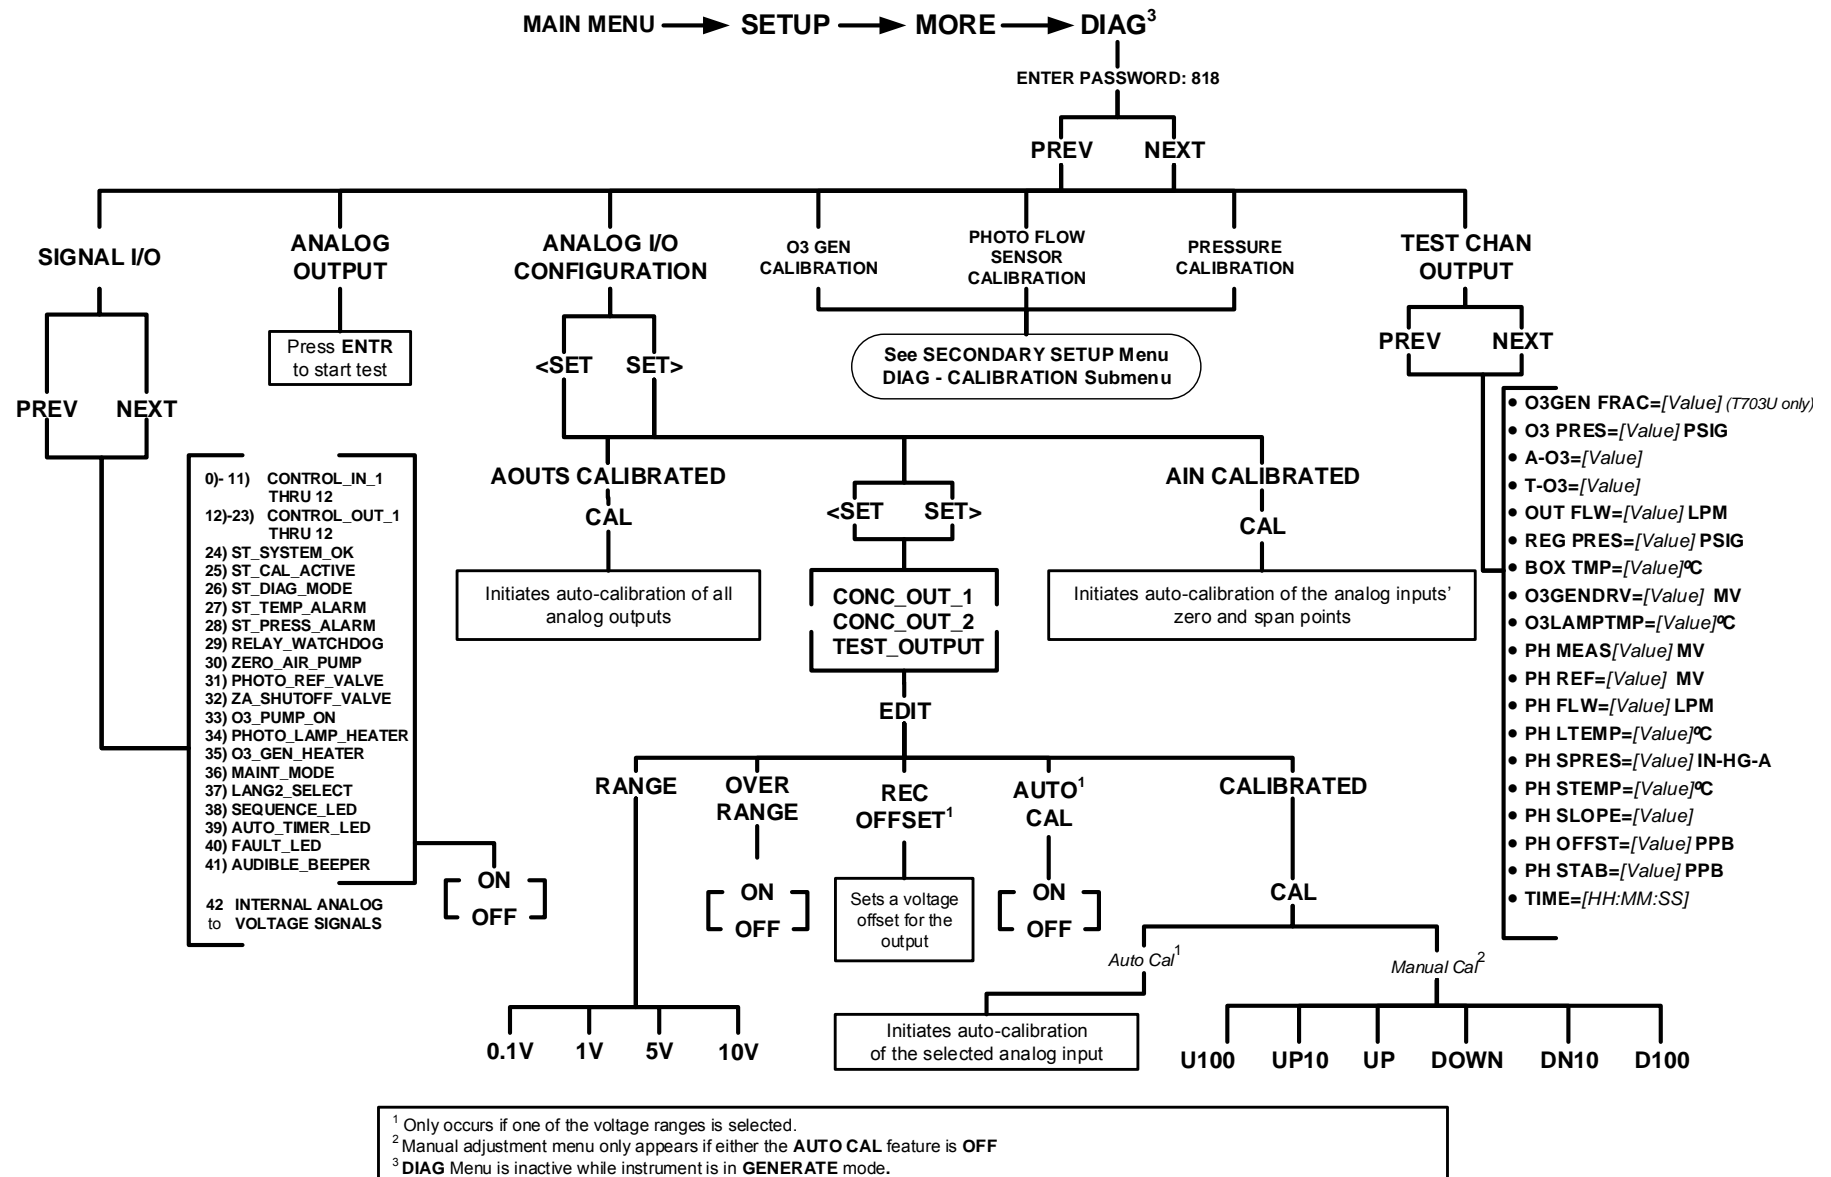 MAIN MENU SETUP MORE DIAG3
ENTER PASSWORD: 818
PREV NEXT
SIGNAL I/O
PREV NEXT
0)- 11) CONTROL_IN_1
THRU 12
12)-23) CONTROL_OUT_1
THRU 12
24) ST_SYSTEM_OK
25) ST_CAL_ACTIVE
26) ST_DIAG_MODE
27) ST_TEMP_ALARM
28) ST_PRESS_ALARM
29) RELAY_WATCHDOG
30) ZERO_AIR_PUMP
31) PHOTO_REF_VALVE
32) ZA_SHUTOFF_VALVE
33) O3_PUMP_ON
34) PHOTO_LAMP_HEATER
35) O3_GEN_HEATER
36) MAINT_MODE
37) LANG2_SELECT
38) SEQUENCE_LED
39) AUTO_TIMER_LED
40) FAULT_LED
41) AUDIBLE_BEEPER
42 INTERNAL ANALOG
to VOLTAGE SIGNALS
ON
OFF
ANALOG
OUTPUT
Press ENTR
to start test
ANALOG I/O
CONFIGURATION
<SET SET>
AOUTS CALIBRATED
CAL
Initiates auto-calibration of all
analog outputs
<SET SET>
CONC_OUT_1
CONC_OUT_2
TEST_OUTPUT
EDIT
RANGE
0.1V 1V 5V 10V
OVER
RANGE
ON
OFF
REC
OFFSET1
Sets a voltage
offset for the
output
AUTO1
CAL
ON
OFF
CALIBRATED
CAL
Auto Cal1
Initiates auto-calibration
of the selected analog input
Manual Cal2
U100 UP10 UP DOWN DN10 D100
AIN CALIBRATED
CAL
Initiates auto-calibration of the analog inputs’
zero and span points
O3 GEN
CALIBRATION
PHOTO FLOW
SENSOR
CALIBRATION
PRESSURE
CALIBRATION
See SECONDARY SETUP Menu
DIAG - CALIBRATION Submenu
TEST CHAN
OUTPUT
PREV NEXT
• O3GEN FRAC=[Value] (T703U only)
• O3 PRES=[Value] PSIG
• A-O3=[Value]
• T-O3=[Value]
• OUT FLW=[Value] LPM
• REG PRES=[Value] PSIG
• BOX TMP=[Value]ºC
• O3GENDRV=[Value] MV
• O3LAMPTMP=[Value]ºC
• PH MEAS[Value] MV
• PH REF=[Value] MV
• PH FLW=[Value] LPM
• PH LTEMP=[Value]ºC
• PH SPRES=[Value] IN-HG-A
• PH STEMP=[Value]ºC
• PH SLOPE=[Value]
• PH OFFST=[Value] PPB
• PH STAB=[Value] PPB
• TIME=[HH:MM:SS]
1 Only occurs if one of the voltage ranges is selected.
2 Manual adjustment menu only appears if either the AUTO CAL feature is OFF
3 DIAG Menu is inactive while instrument is in GENERATE mode.